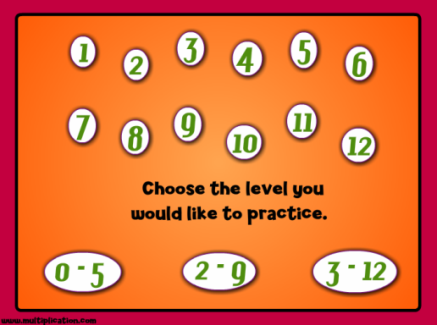 1 2 3 4 5 6
7 8 9 10 11 12
Choose the level you
would like to practice.
0 - 5 2 - 9 3 - 12
www.multiplication.com